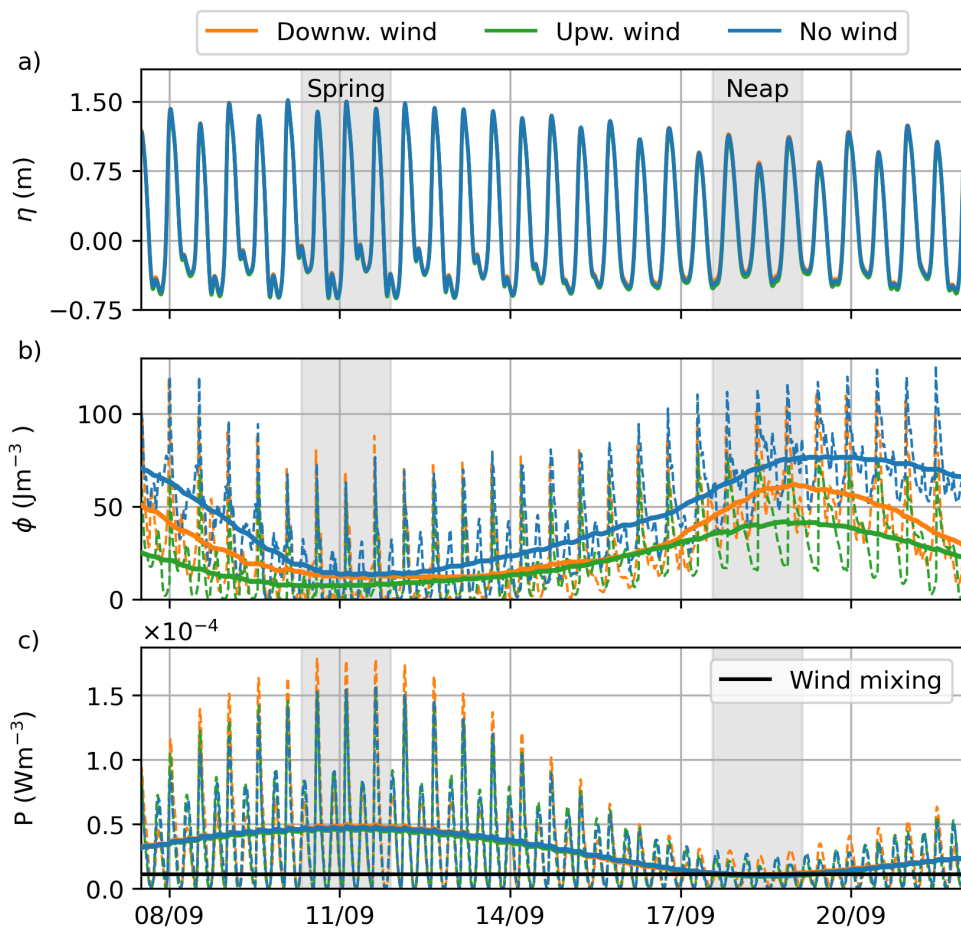 Downw. wind Upw. wind No wind
a)
Spring Neap
1.50
0.75
0.00
−0.75
η (m)
b)
100
50
0
ϕ (Jm⁻³)
c)
×10⁻⁴
Wind mixing
1.5
1.0
0.5
0.0
P (Wm⁻³)
08/09 11/09 14/09 17/09 20/09